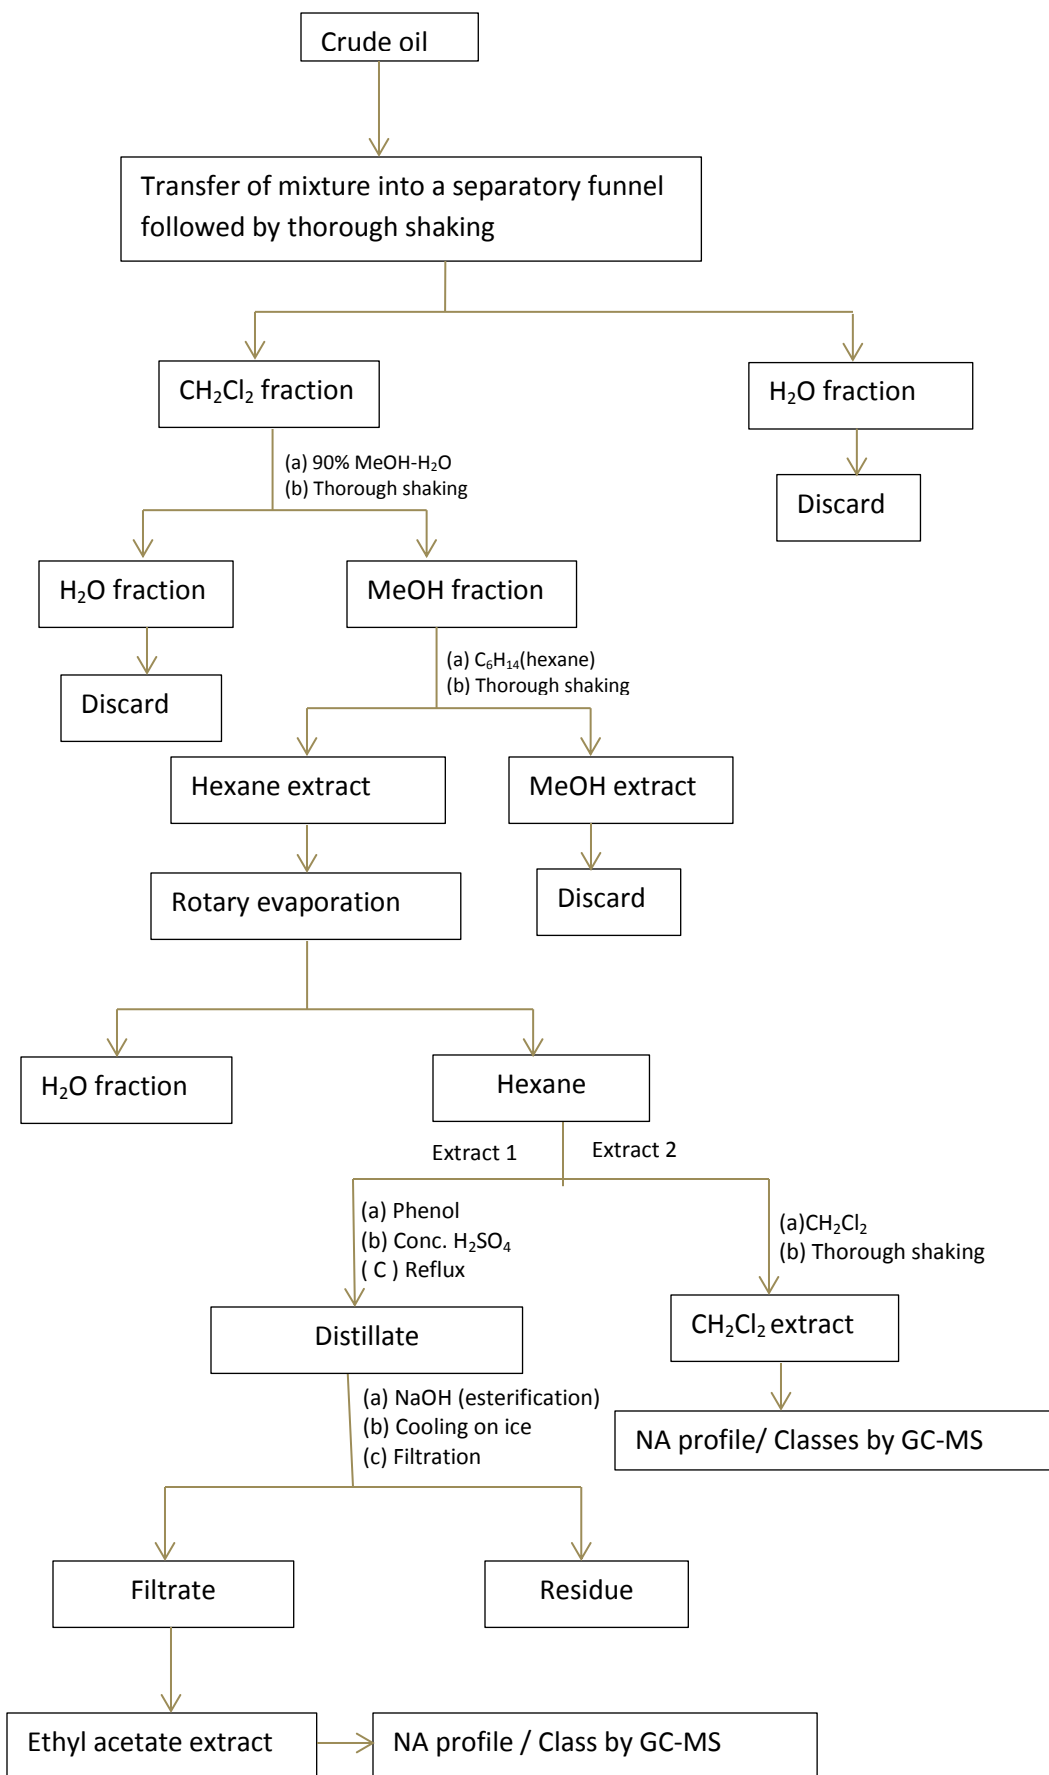 Crude oil
Transfer of mixture into a separatory funnel
followed by thorough shaking
CH₂Cl₂ fraction
H₂O fraction
(a) 90% MeOH-H₂O
(b) Thorough shaking
Discard
H₂O fraction
MeOH fraction
(a) C₆H₁₄(hexane)
(b) Thorough shaking
Discard
Hexane extract
MeOH extract
Rotary evaporation
Discard
H₂O fraction
Hexane
Extract 1
Extract 2
(a) Phenol
(b) Conc. H₂SO₄
( C ) Reflux
(a)CH₂Cl₂
(b) Thorough shaking
Distillate
CH₂Cl₂ extract
(a) NaOH (esterification)
(b) Cooling on ice
(c) Filtration
NA profile/ Classes by GC-MS
Filtrate
Residue
Ethyl acetate extract
NA profile / Class by GC-MS